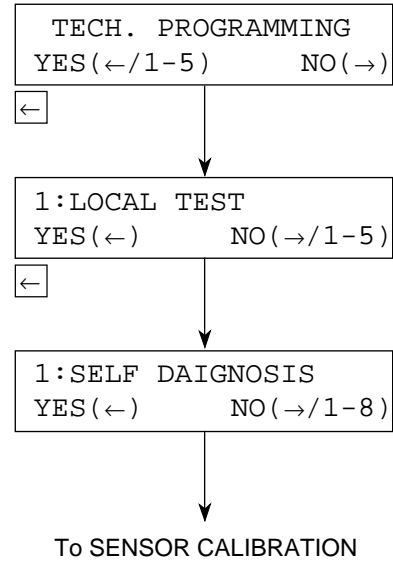 TECH. PROGRAMMING
YES(←/1-5) NO(→)
←
1:LOCAL TEST
YES(←) NO(→/1-5)
←
1:SELF DAIGNOSIS
YES(←) NO(→/1-8)
To SENSOR CALIBRATION